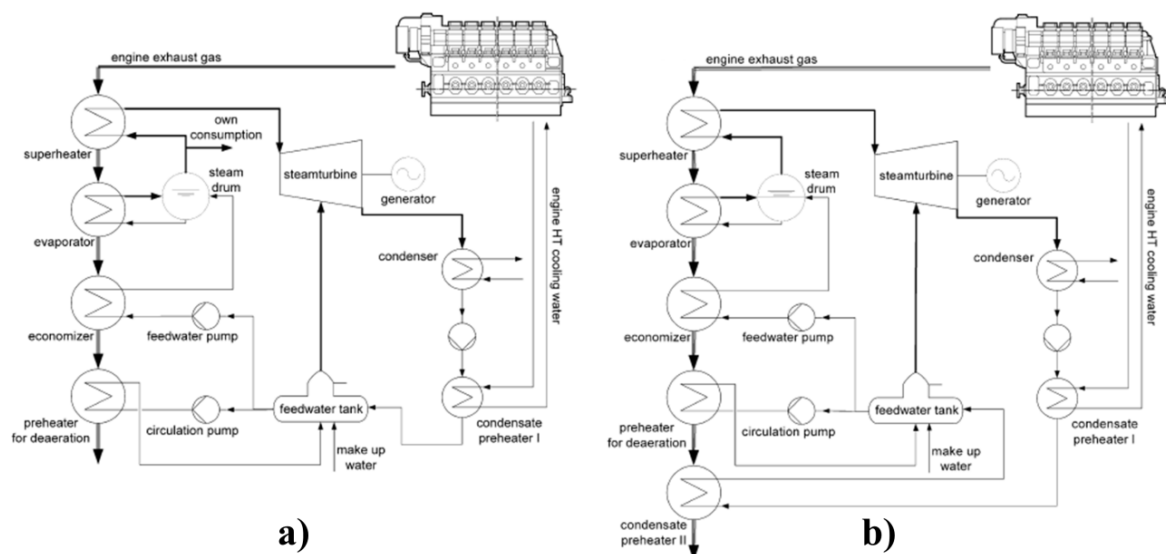 engine exhaust gas
own
consumption
superheater
steam
drum
steamturbine
generator
evaporator
condenser
engine HT cooling water
economizer
feedwater pump
preheater
for deaeration
circulation pump
feedwater tank
make up
water
condensate
preheater I
a)
engine exhaust gas
superheater
steam
drum
steamturbine
generator
evaporator
condenser
engine HT cooling water
economizer
feedwater pump
preheater
for deaeration
circulation pump
feedwater tank
make up
water
condensate
preheater I
condensate
preheater II
b)